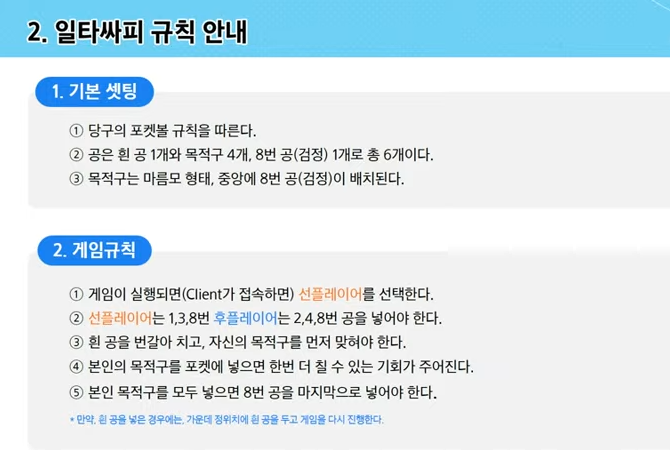 2. 일타싸피 규칙 안내
1. 기본 셋팅
① 당구의 포켓볼 규칙을 따른다.
② 공은 흰 공 1개와 목적구 4개, 8번 공(검정) 1개로 총 6개이다.
③ 목적구는 마름모 형태, 중앙에 8번 공(검정)이 배치된다.
2. 게임규칙
① 게임이 실행되면(Client가 접속하면) 선플레이어를 선택한다.
② 선플레이어는 1,3,8번 후플레이어는 2,4,8번 공을 넣어야 한다.
③ 흰 공을 번갈아 치고, 자신의 목적구를 먼저 맞혀야 한다.
④ 본인의 목적구를 포켓에 넣으면 한번 더 칠 수 있는 기회가 주어진다.
⑤ 본인 목적구를 모두 넣으면 8번 공을 마지막으로 넣어야 한다.
* 만약, 흰 공을 넣은 경우에는, 가운데 정위치에 흰 공을 두고 게임을 다시 진행한다.